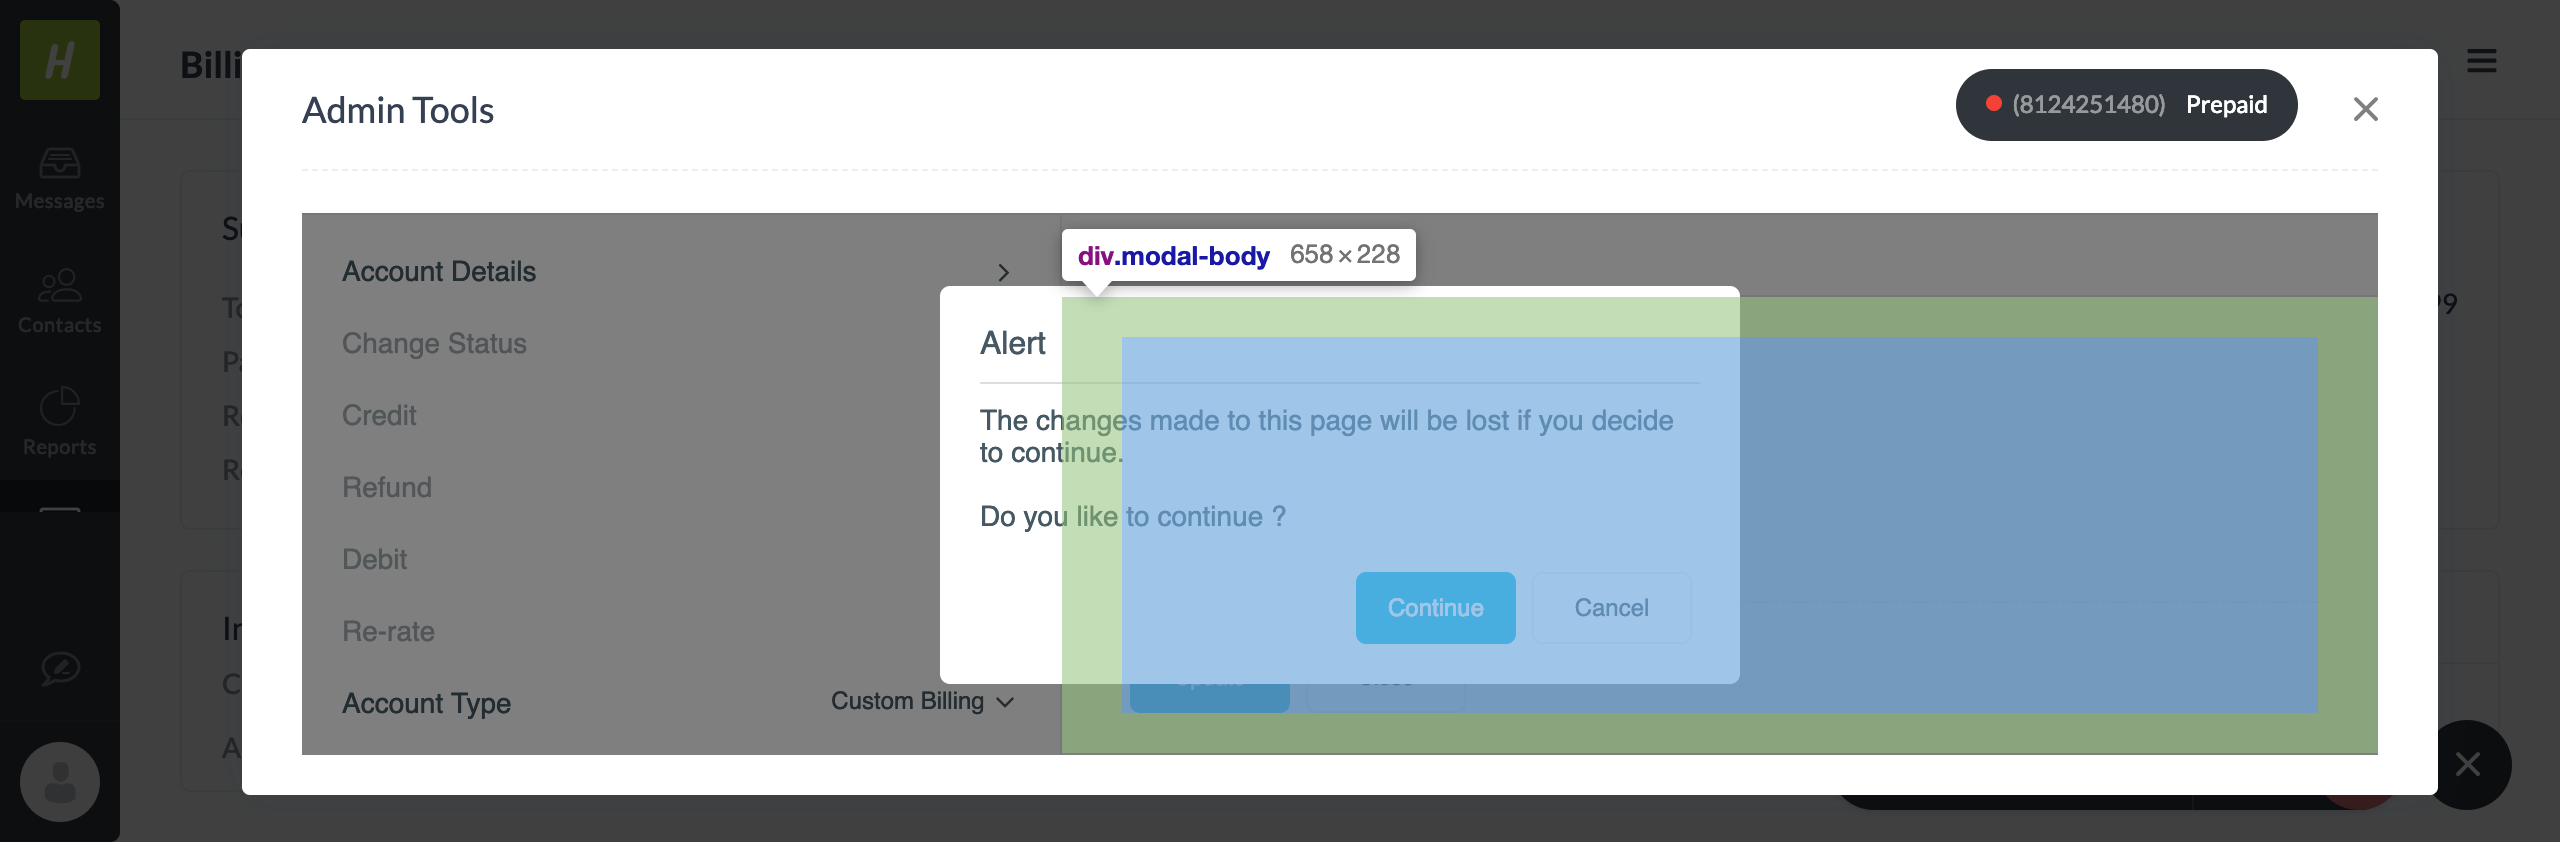 H
Billi
Admin Tools
(8124251480) Prepaid
Messages
Contacts
Reports
Account Details
Change Status
Credit
Refund
Debit
Re-rate
Account Type
Custom Billing
div.modal-body 658×228
Alert
The changes made to this page will be lost if you decide
to continue.
Do you like to continue ?
Continue
Cancel